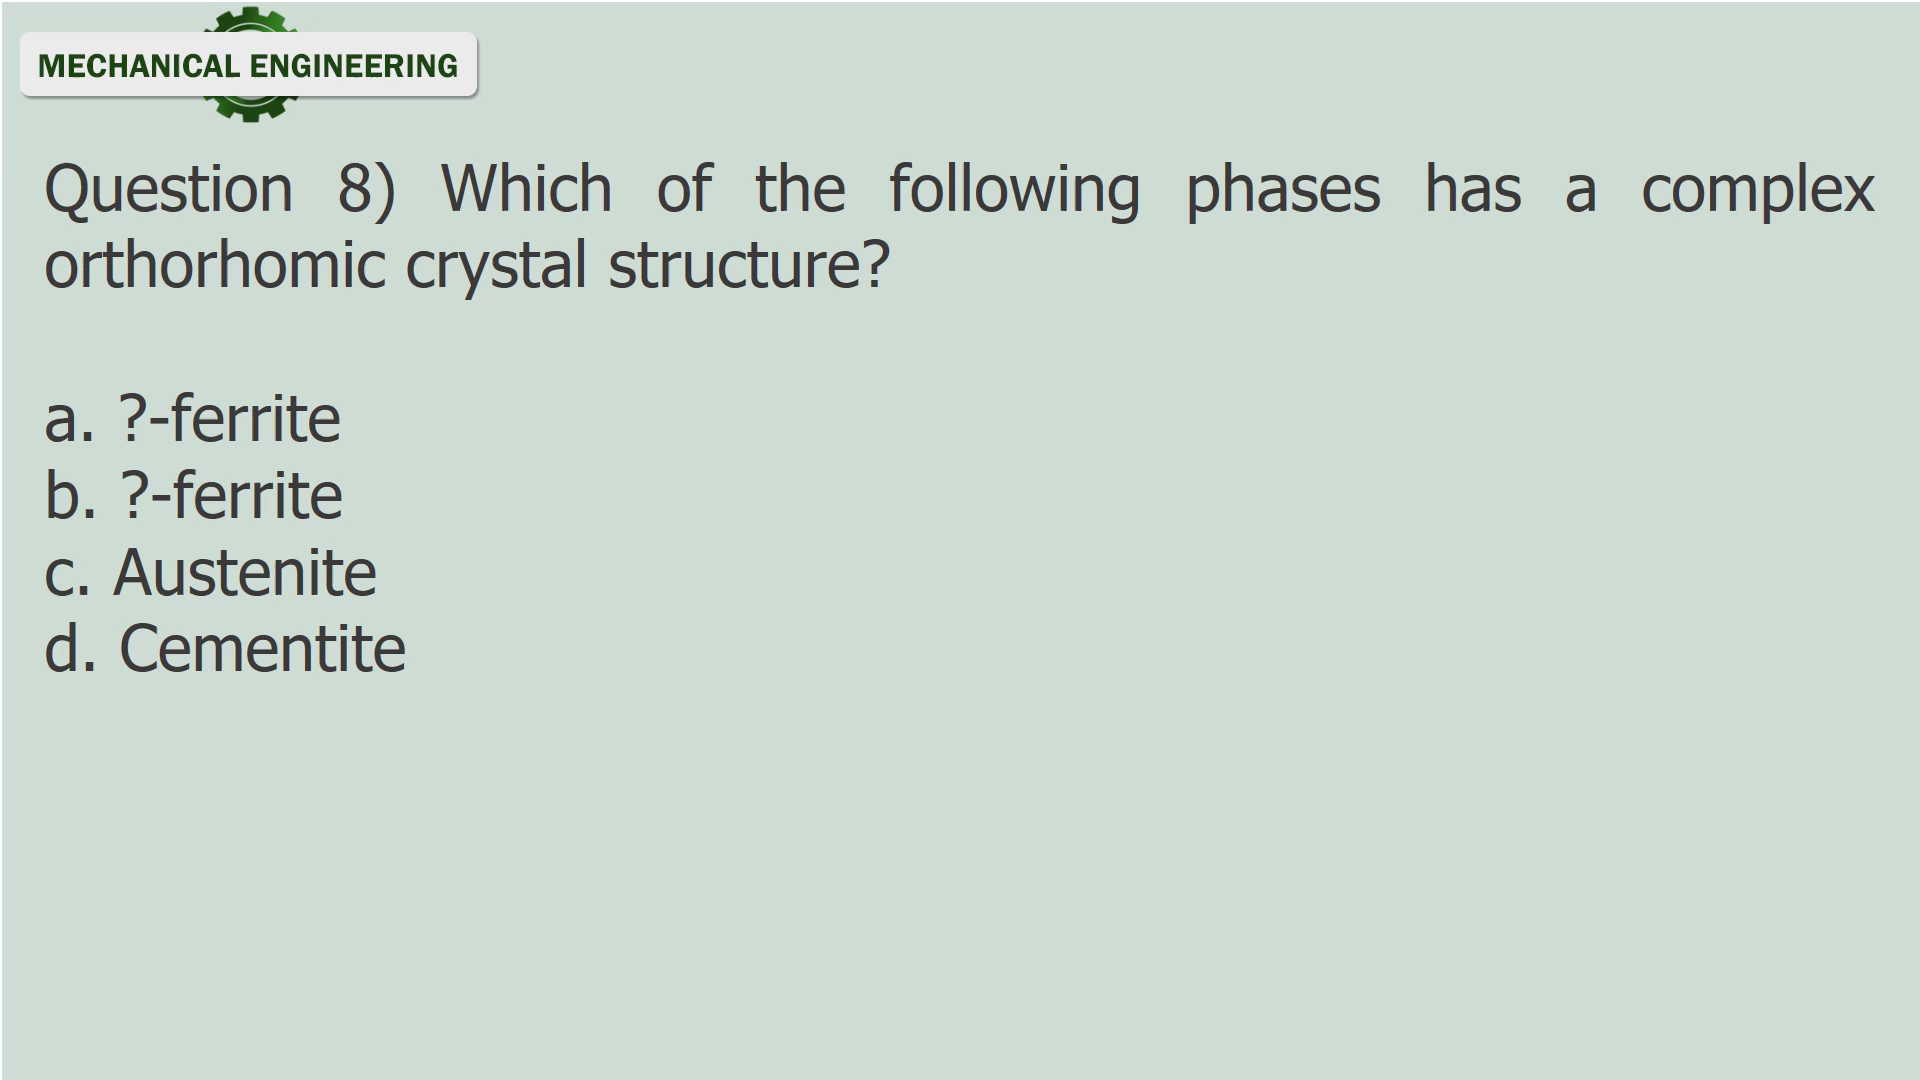 MECHANICAL ENGINEERING
Question 8) Which of the following phases has a complex
orthorhomic crystal structure?
a. ?-ferrite
b. ?-ferrite
c. Austenite
d. Cementite